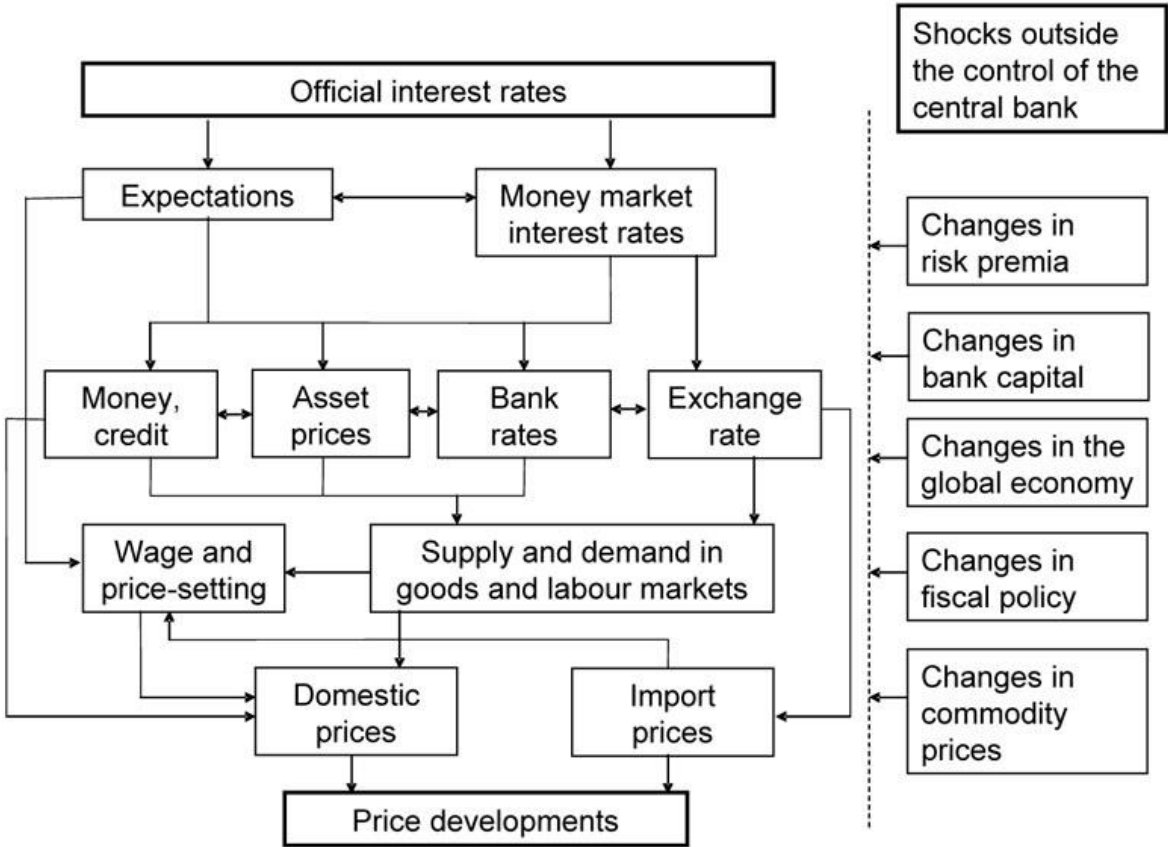 Official interest rates
Expectations
Money market
interest rates
Money,
credit
Asset
prices
Bank
rates
Exchange
rate
Wage and
price-setting
Supply and demand in
goods and labour markets
Domestic
prices
Import
prices
Price developments
Shocks outside
the control of the
central bank
Changes in
risk premia
Changes in
bank capital
Changes in the
global economy
Changes in
fiscal policy
Changes in
commodity
prices